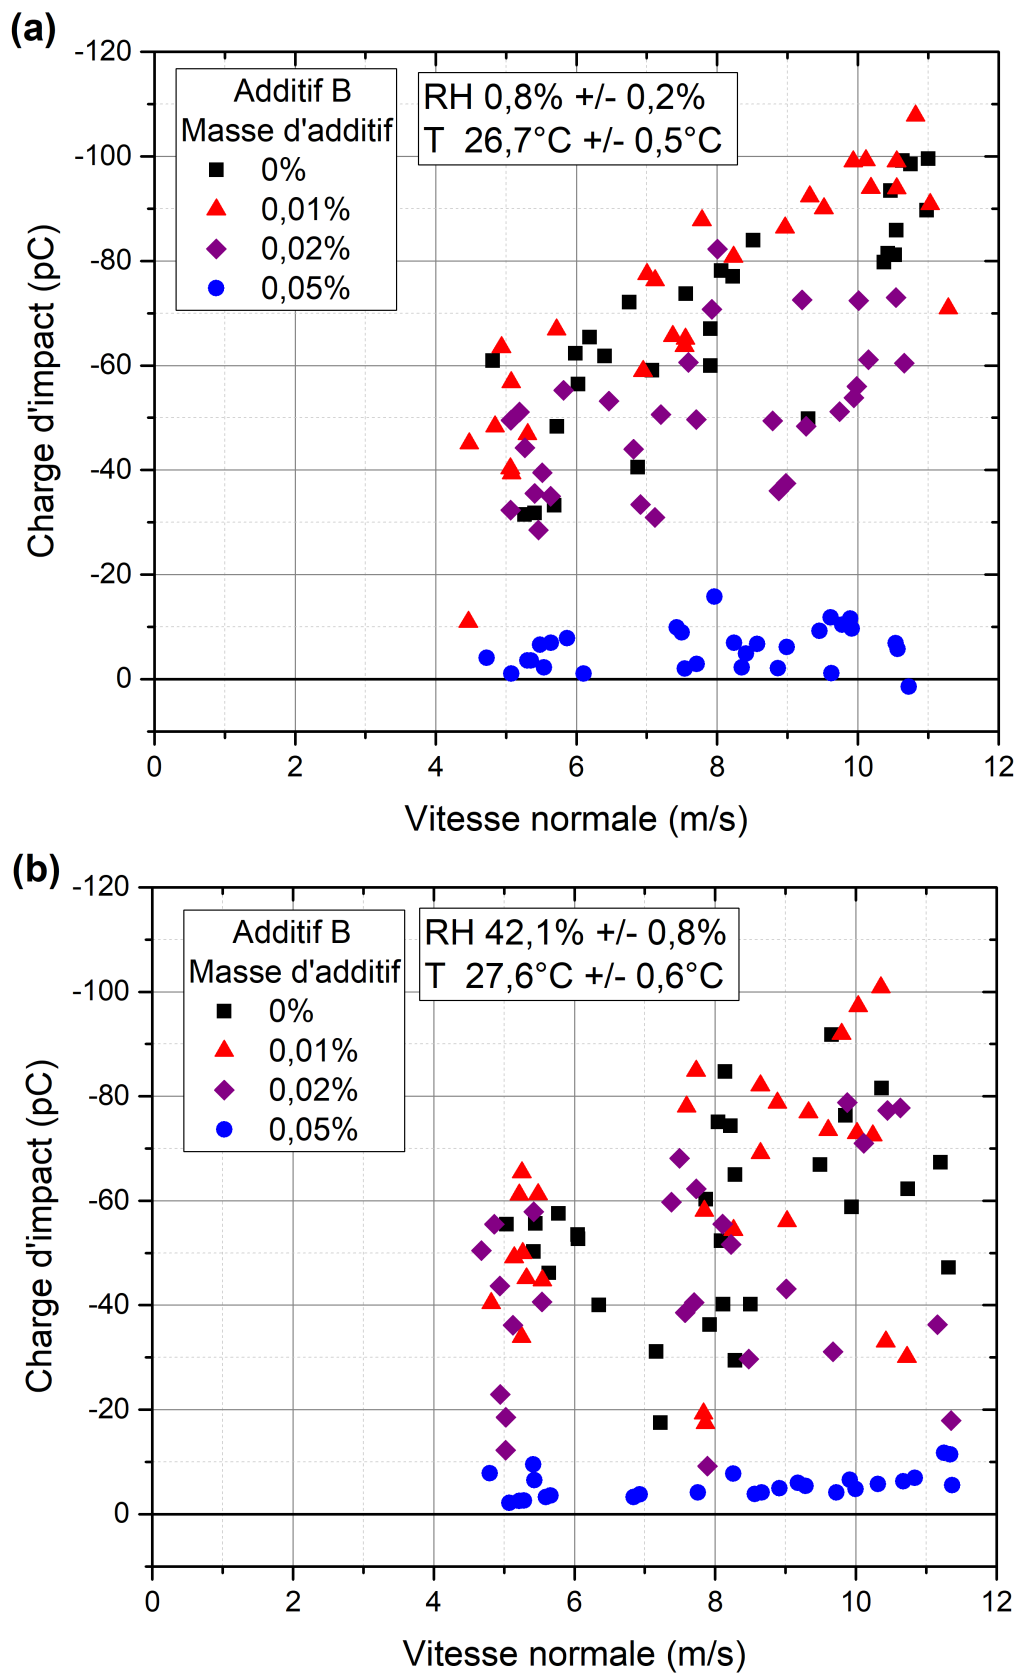 (a)
-120
-100
-80
-60
-40
-20
0
Charge d'impact (pC)
Additif B
Masse d'additif
0%
0,01%
0,02%
0,05%
RH 0,8% +/- 0,2%
T 26,7°C +/- 0,5°C
0 2 4 6 8 10 12
Vitesse normale (m/s)
(b)
-120
-100
-80
-60
-40
-20
0
Charge d'impact (pC)
Additif B
Masse d'additif
0%
0,01%
0,02%
0,05%
RH 42,1% +/- 0,8%
T 27,6°C +/- 0,6°C
0 2 4 6 8 10 12
Vitesse normale (m/s)